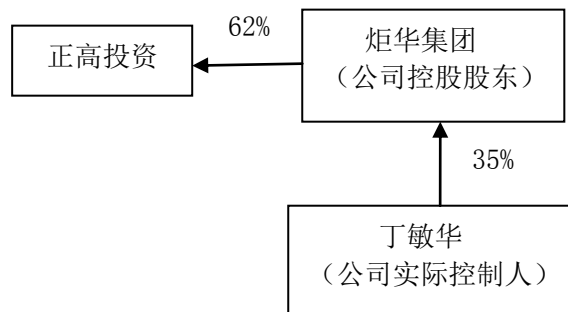 62%
正高投资
炬华集团
（公司控股股东）
35%
丁敏华
（公司实际控制人）